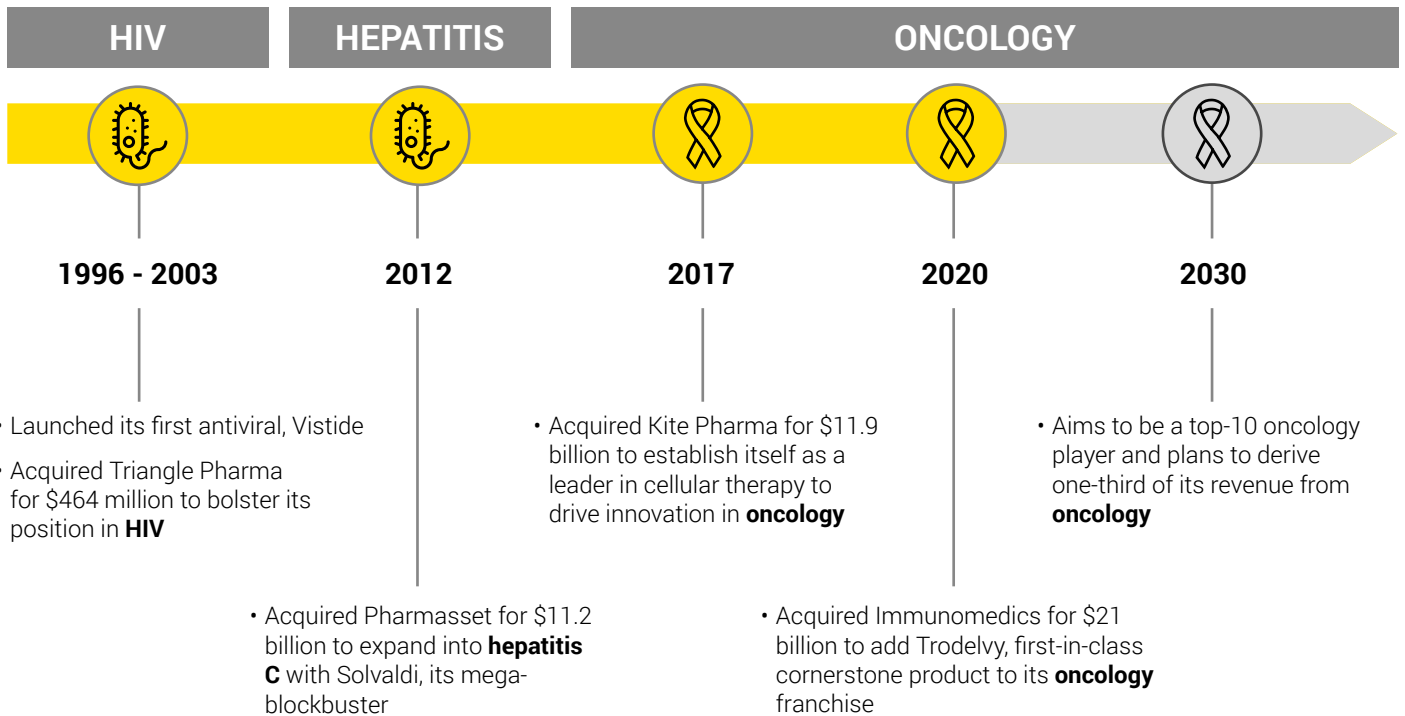 HIV
HEPATITIS
ONCOLOGY
1996 - 2003
2012
2017
2020
2030
• Launched its first antiviral, Vistide
• Acquired Triangle Pharma
for $464 million to bolster its
position in HIV
• Acquired Pharmasset for $11.2
billion to expand into hepatitis
C with Solvaldi, its mega-
blockbuster
• Acquired Kite Pharma for $11.9
billion to establish itself as a
leader in cellular therapy to
drive innovation in oncology
• Acquired Immunomedics for $21
billion to add Trodelvy, first-in-class
cornerstone product to its oncology
franchise
• Aims to be a top-10 oncology
player and plans to derive
one-third of its revenue from
oncology